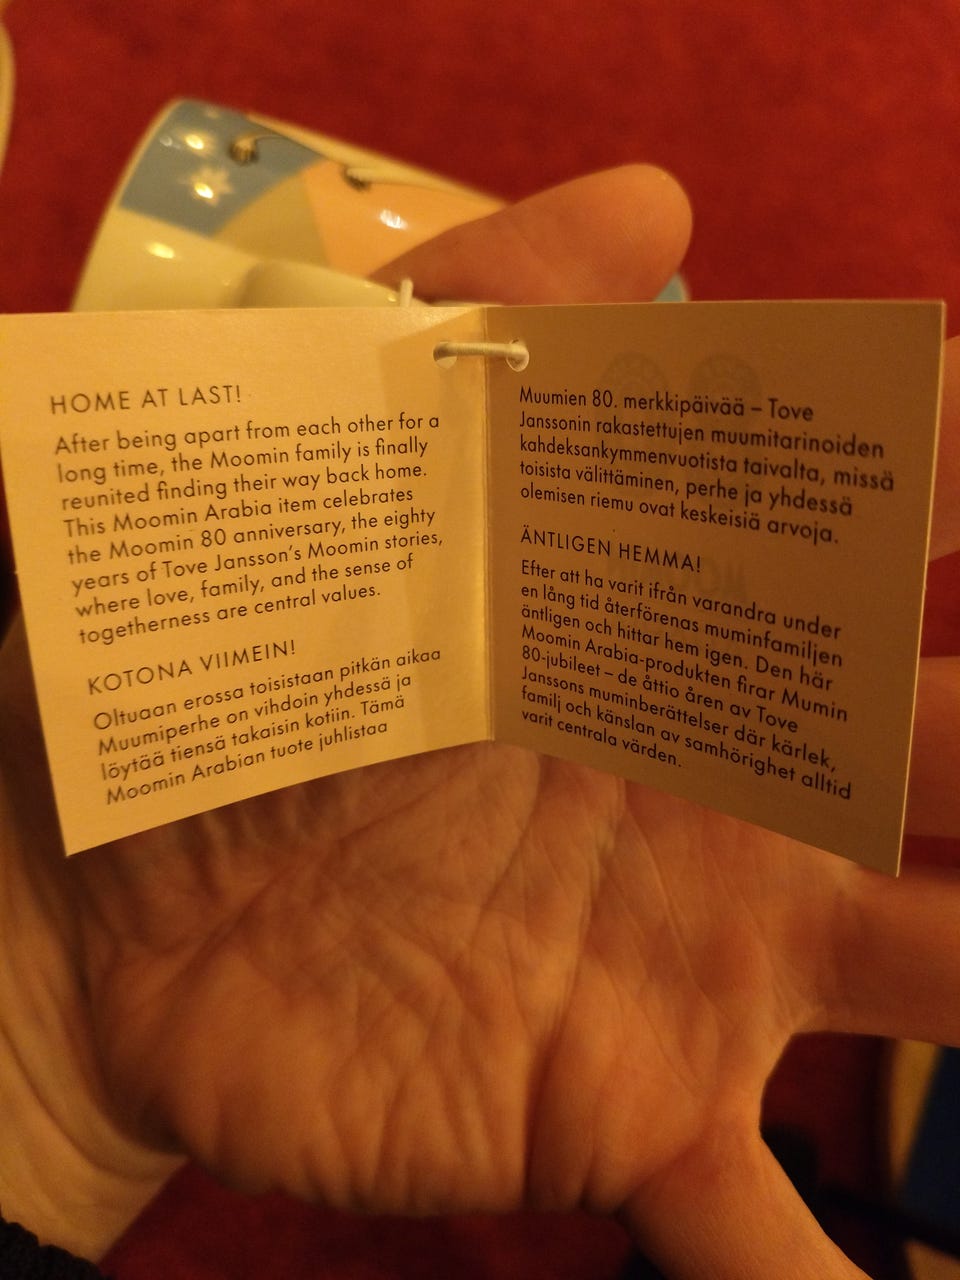 HOME AT LAST!
After being apart from each other for a
long time, the Moomin family is finally
reunited finding their way back home.
This Moomin Arabia item celebrates
the Moomin 80 anniversary, the eighty
years of Tove Jansson's Moomin stories,
where love, family, and the sense of
togetherness are central values.
KOTONA VIIMEIN!
Oltuaan erossa toisistaan pitkän aikaa
Muumiperhe on vihdoin yhdessä ja
löytää tiensä takaisin kotiin. Tämä
Moomin Arabian tuote juhlistaa
Muumien 80. merkkipäivää – Tove
Janssonin rakastettujen muumitarinoiden
kahdeksankymmenvuotista taivalta, missä
toisista välittäminen, perhe ja yhdessä
olemisen riemu ovat keskeisiä arvoja.
ÄNTLIGEN HEMMA!
Efter att ha varit ifrån varandra under
en lång tid återförenas muminfamiljen
äntligen och hittar hem igen. Den här
Moomin Arabia-produkten firar Mumin
80-jubileet – de åttio åren av Tove
Janssons muminberättelser där kärlek,
familj och känslan av samhörighet alltid
varit centrala värden.